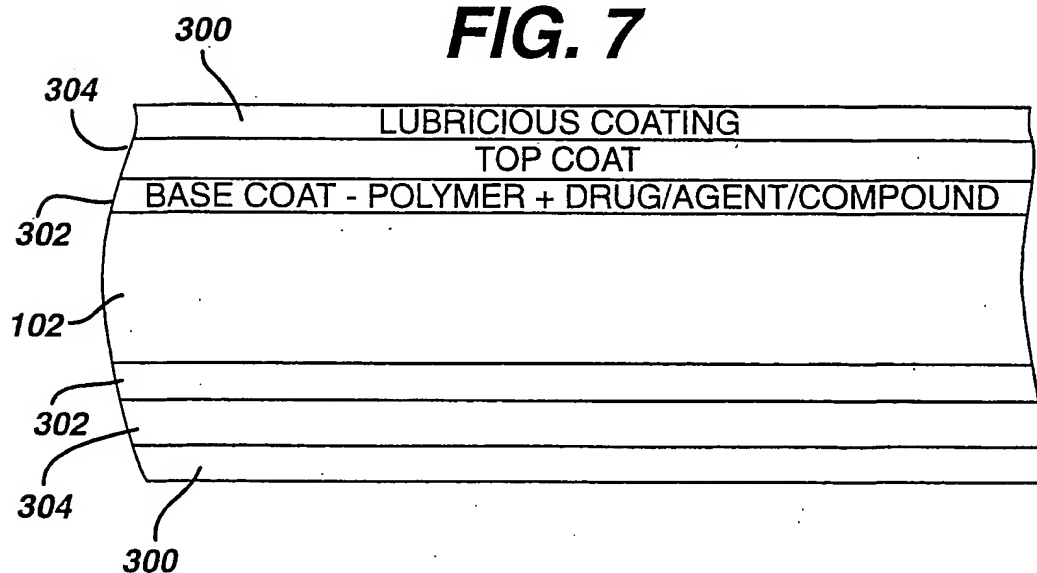 FIG. 7
300
304
LUBRICIOUS COATING
TOP COAT
BASE COAT - POLYMER + DRUG/AGENT/COMPOUND
302
102
302
304
300